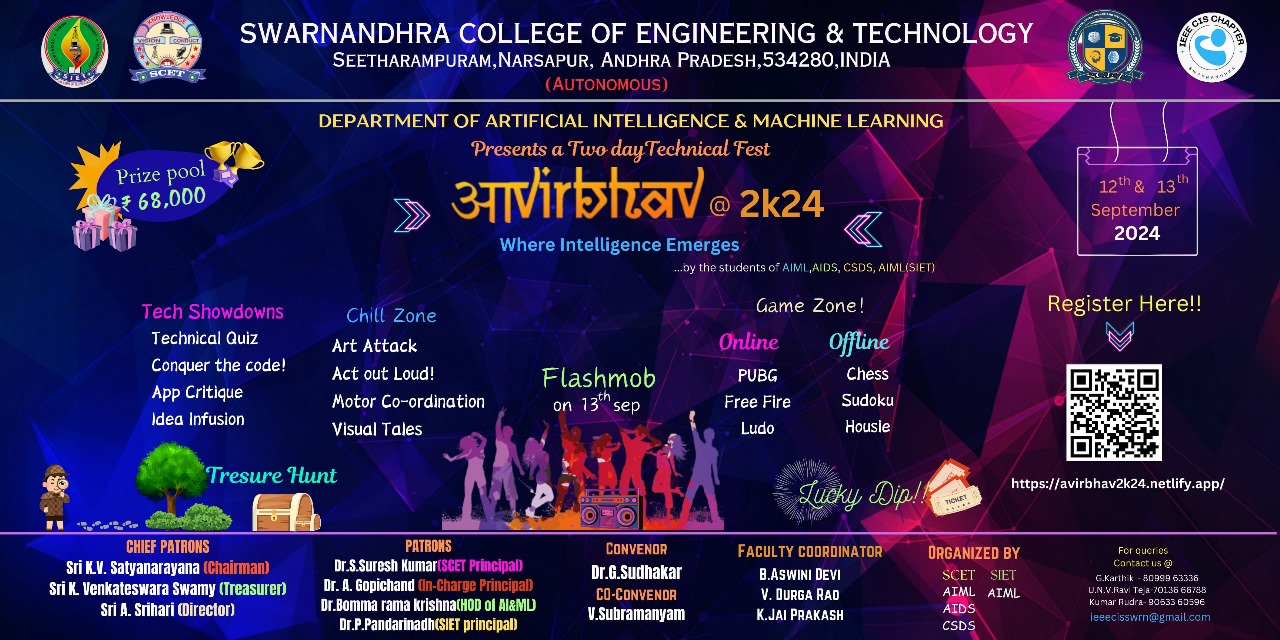 SWARNANDHRA COLLEGE OF ENGINEERING & TECHNOLOGY
SEETHARAMPURAM,NARSAPUR, ANDHRA PRADESH,534280,INDIA
(AUTONOMOUS)
KNOWLEDGE
VISION CONDUCT
SCET
SIET
IEEE CIS CHAPTER
DEPARTMENT OF ARTIFICIAL INTELLIGENCE & MACHINE LEARNING
Presents a Two dayTechnical Fest
आvirbhav @ 2k24
Where Intelligence Emerges
...by the students of AIML,AIDS, CSDS, AIML(SIET)
Prize pool
₹ 68,000
12th & 13th
September
2024
Tech Showdowns
Technical Quiz
Conquer the code!
App Critique
Idea Infusion
Chill Zone
Art Attack
Act out Loud!
Motor Co-ordination
Visual Tales
Flashmob
on 13th sep
Game Zone!
Online
PUBG
Free Fire
Ludo
Offline
Chess
Sudoku
Housie
Register Here!!
https://avirbhav2k24.netlify.app/
Tresure Hunt
Lucky Dip!!
TICKET
CHIEF PATRONS
Sri K.V. Satyanarayana (Chairman)
Sri K. Venkateswara Swamy (Treasurer)
Sri A. Srihari (Director)
PATRONS
Dr.S.Suresh Kumar(SCET Principal)
Dr. A. Gopichand (In-Charge Principal)
Dr.Bomma rama krishna(HOD of AI&ML)
Dr.P.Pandarinadh(SIET principal)
CONVENOR
Dr.G.Sudhakar
CO-CONVENOR
V.Subramanyam
FACULTY COORDINATOR
B.ASWINI DEVI
V. DURGA RAO
K.JAI PRAKASH
ORGANIZED BY
SCET SIET
AIML AIML
AIDS
CSDS
For queries
Contact us @
G.Karthik - 80999 63336
U.N.V.Ravi Teja-70136 66788
Kumar Rudra- 90633 60596
ieeecisswrn@gmail.com